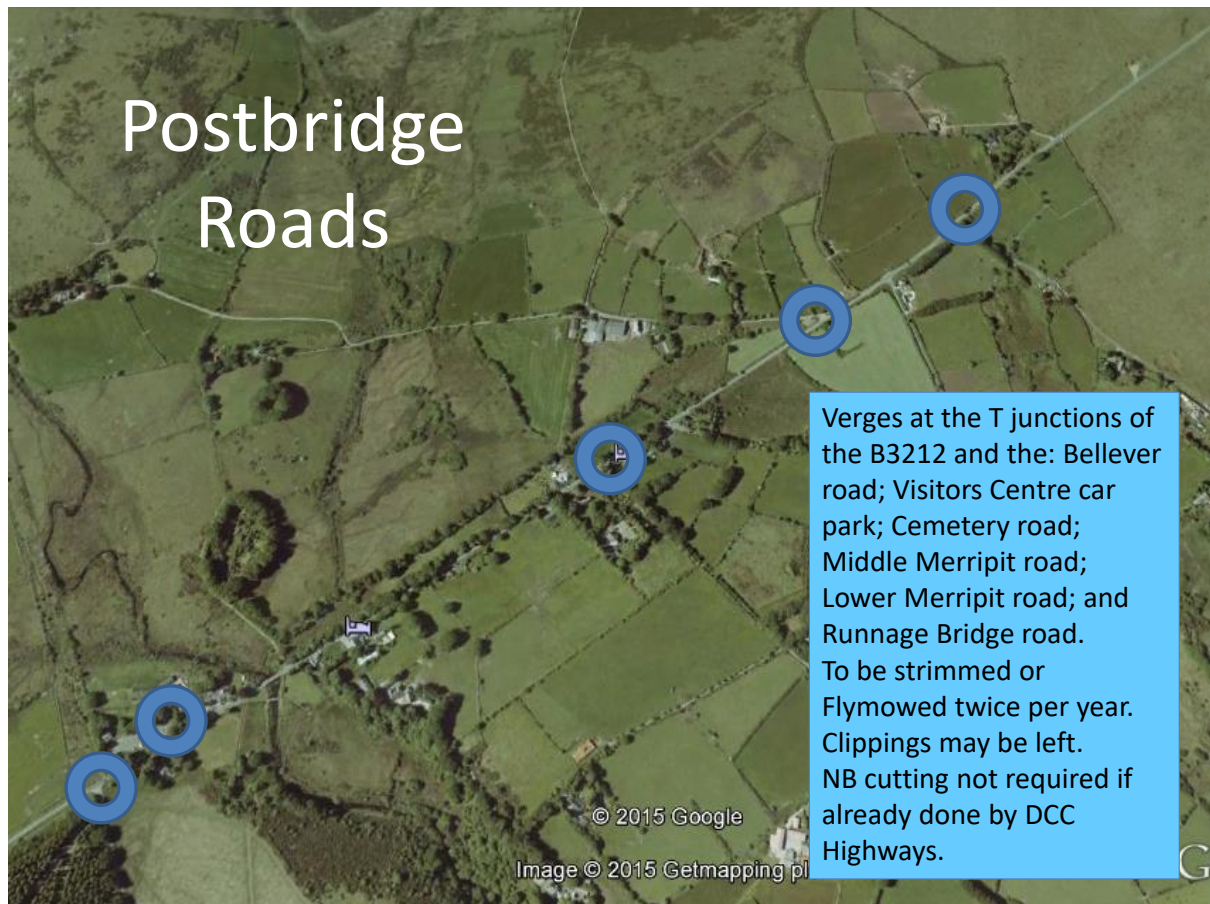 Postbridge
Roads
Verges at the T junctions of
the B3212 and the: Bellever
road; Visitors Centre car
park; Cemetery road;
Middle Merripit road;
Lower Merripit road; and
Runnage Bridge road.
To be strimmed or
Flymowed twice per year.
Clippings may be left.
NB cutting not required if
already done by DCC
Highways.
© 2015 Google
Image © 2015 Getmapping pl
G